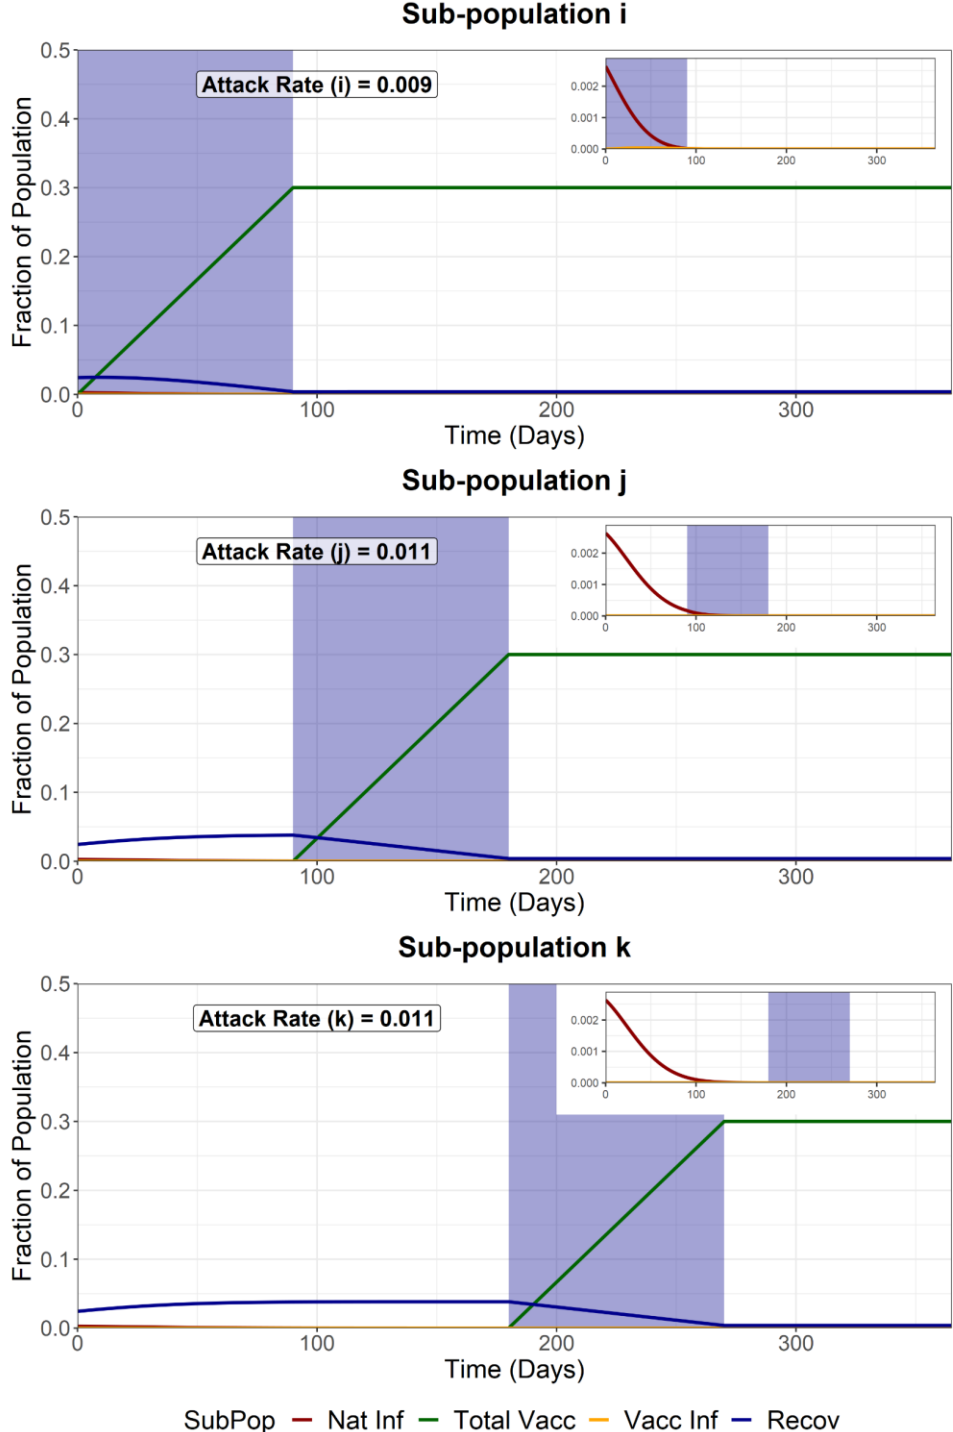 Sub-population i
Fraction of Population
0.5
0.4
0.3
0.2
0.1
0.0
Attack Rate (i) = 0.009
0.002
0.001
0.000
0 100 200 300
0 100 200 300
Time (Days)
Sub-population j
Fraction of Population
0.5
0.4
0.3
0.2
0.1
0.0
Attack Rate (j) = 0.011
0.002
0.001
0.000
0 100 200 300
0 100 200 300
Time (Days)
Sub-population k
Fraction of Population
0.5
0.4
0.3
0.2
0.1
0.0
Attack Rate (k) = 0.011
0.002
0.001
0.000
0 100 200 300
0 100 200 300
Time (Days)
SubPop Nat Inf Total Vacc Vacc Inf Recov